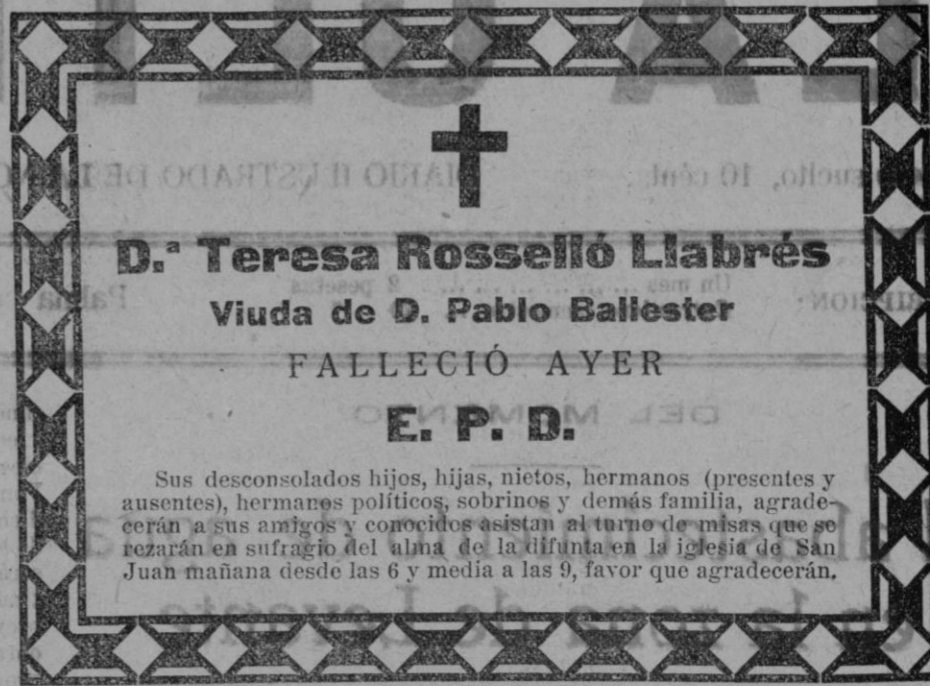 D.ª Teresa Rosselló Llabrés
Viuda de D. Pablo Ballester
FALLECIÓ AYER
E. P. D.
Sus desconsolados hijos, hijas, nietos, hermanos (presentes y
ausentes), hermanos políticos, sobrinos y demás familia, agrade-
cerán a sus amigos y conocidos asistan al turno de misas que se
rezarán en sufragio del alma de la difunta en la iglesia de San
Juan mañana desde las 6 y media a las 9, favor que agradecerán.